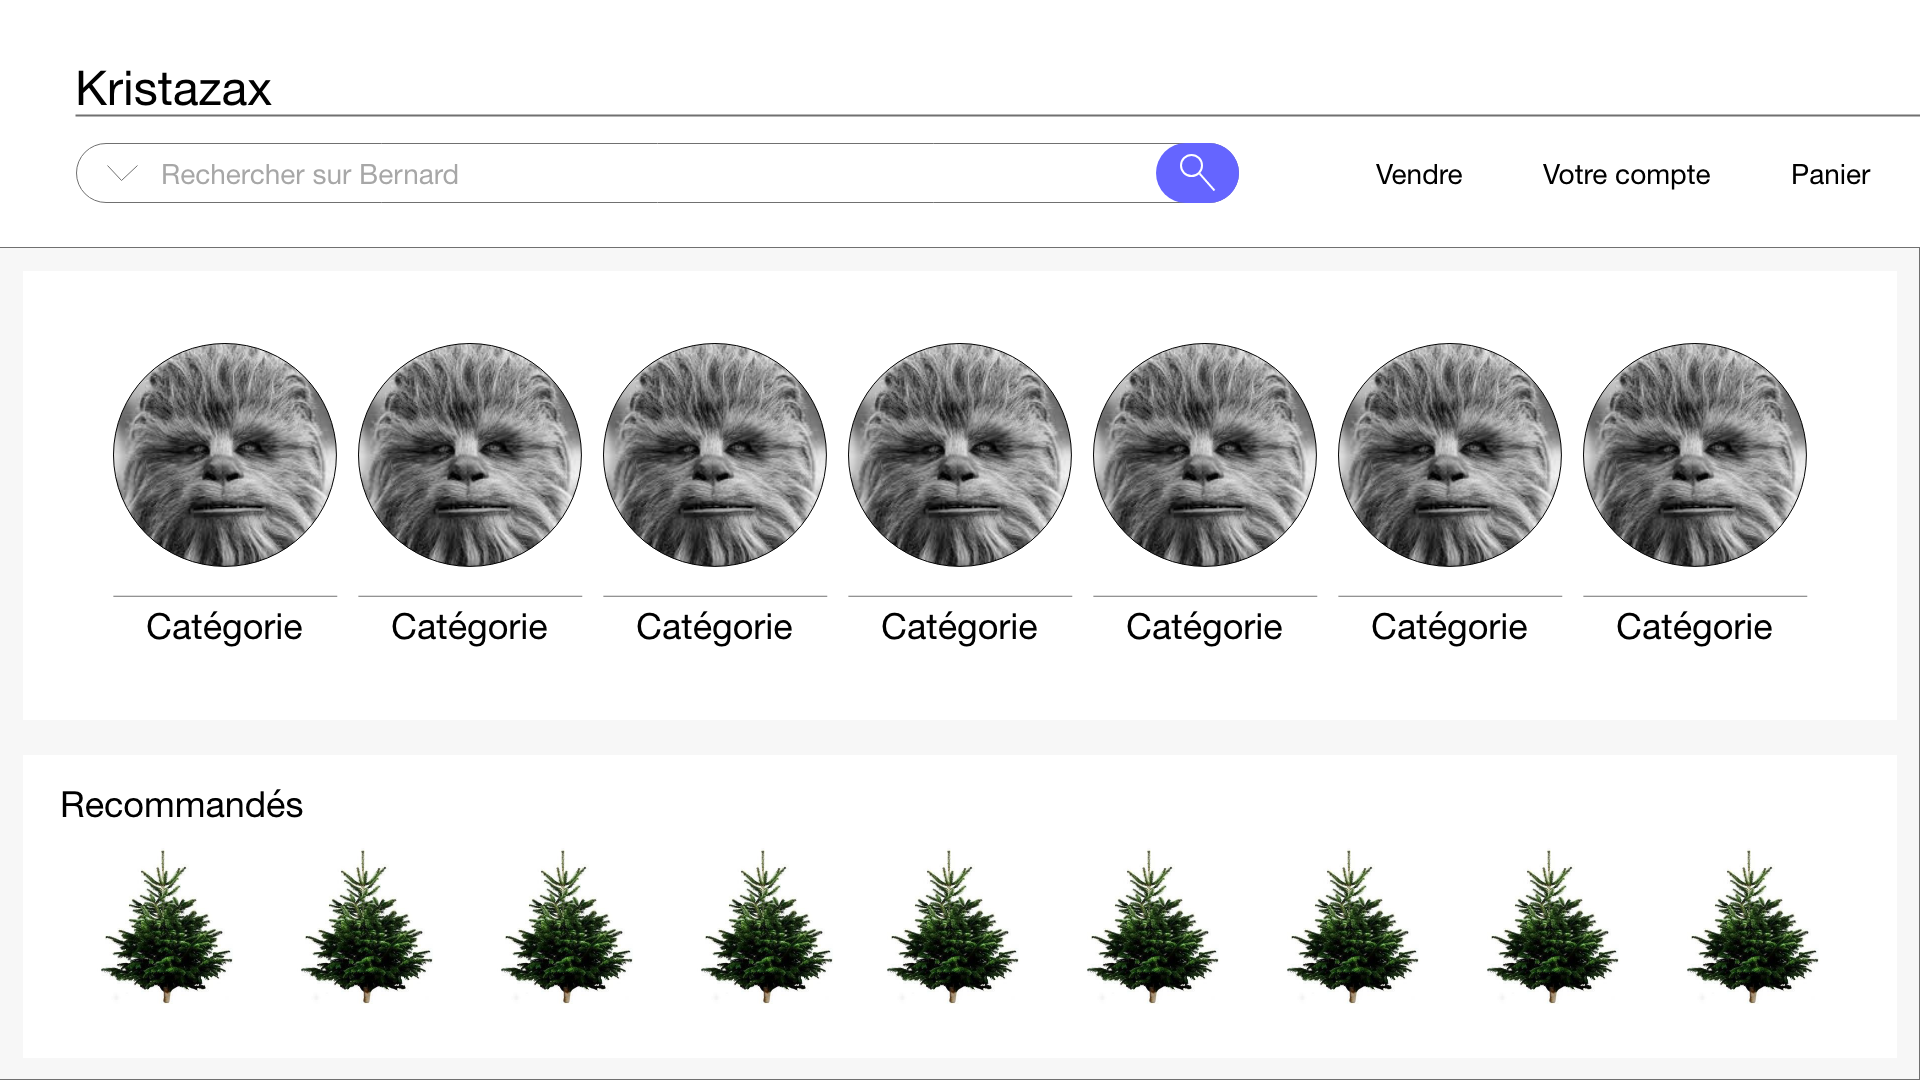 Kristazax
Rechercher sur Bernard
Vendre
Votre compte
Panier
Catégorie
Catégorie
Catégorie
Catégorie
Catégorie
Catégorie
Catégorie
Recommandés